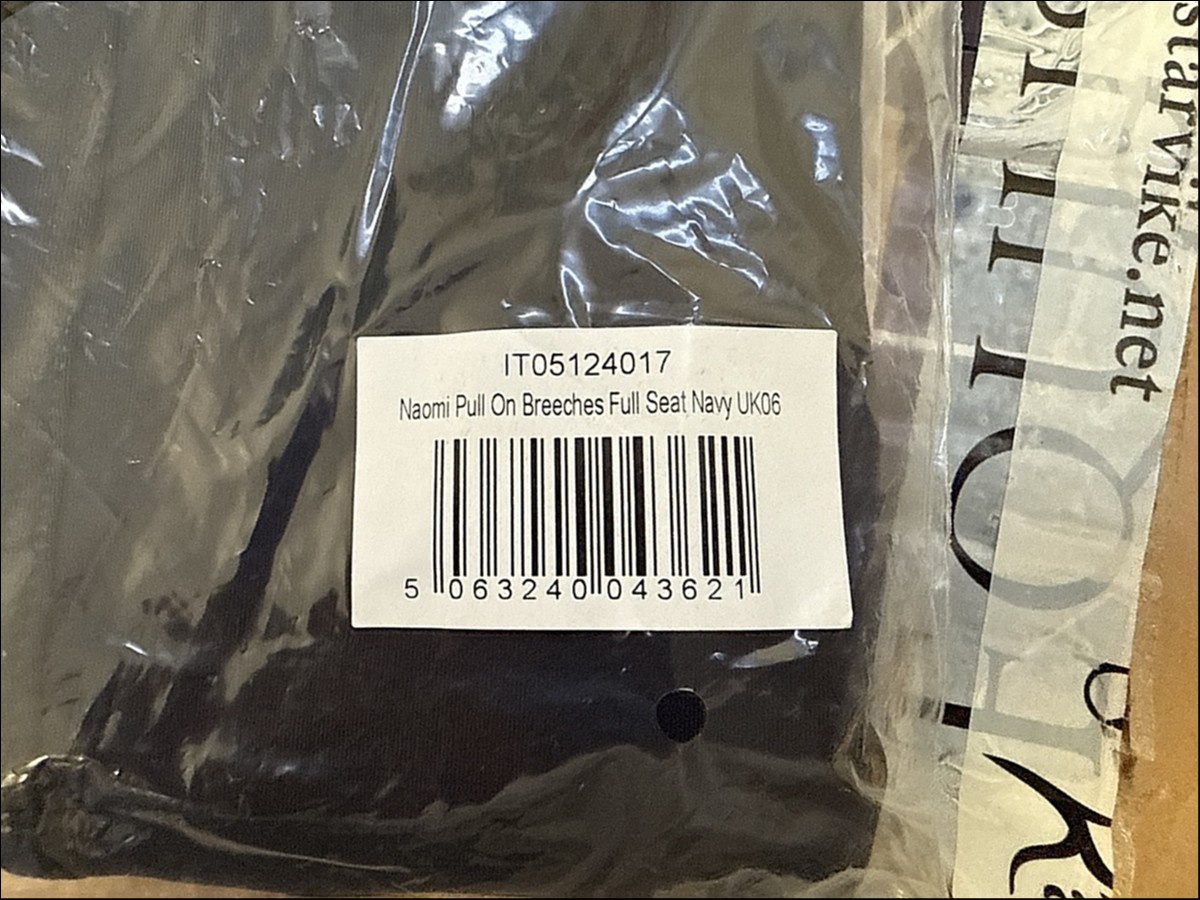 IT05124017
Naomi Pull On Breeches Full Seat Navy UK06
5 063240 043621
starvike.net